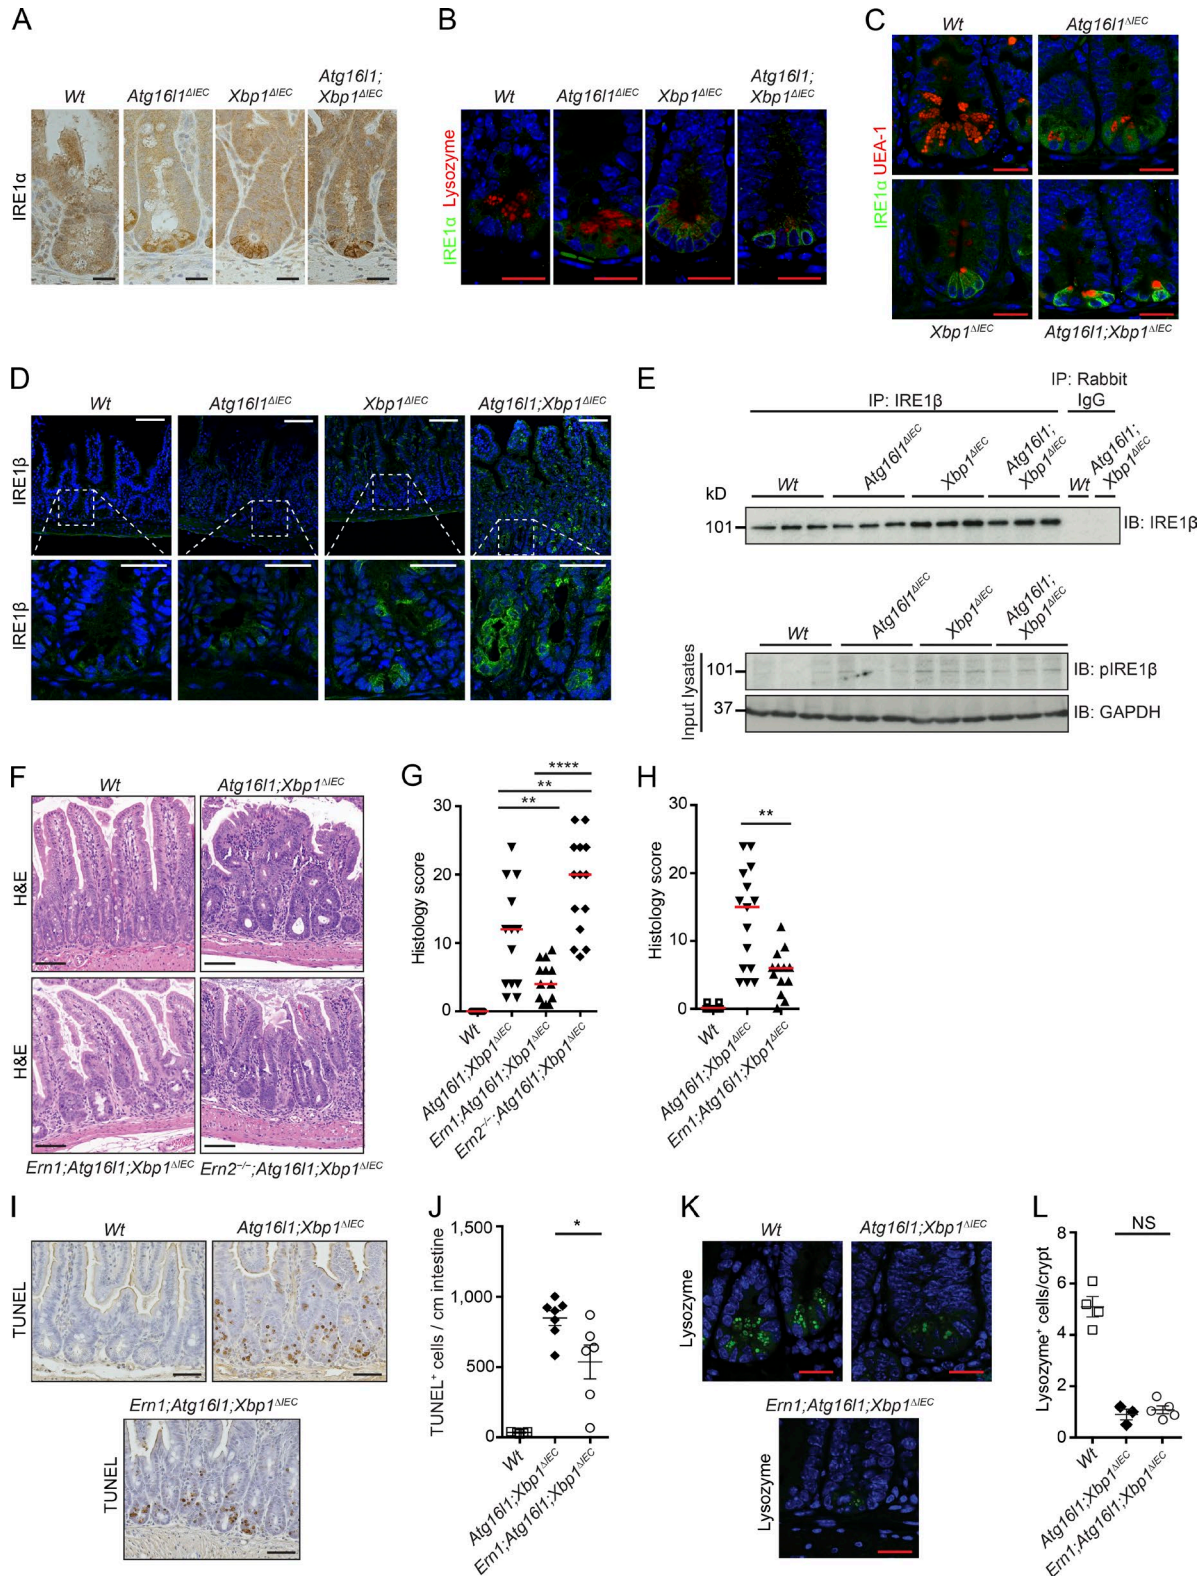 A
Wt
Atg16l1ΔIEC
Xbp1ΔIEC
Atg16l1;
Xbp1ΔIEC
IRE1α
B
Wt
Atg16l1ΔIEC
Xbp1ΔIEC
Atg16l1;
Xbp1ΔIEC
IRE1α Lysozyme
C
Wt
Atg16l1ΔIEC
IRE1α UEA-1
Xbp1ΔIEC
Atg16l1;Xbp1ΔIEC
D
Wt
Atg16l1ΔIEC
Xbp1ΔIEC
Atg16l1;Xbp1ΔIEC
IRE1β
IRE1β
E
IP: IRE1β
IP: Rabbit
IgG
kD
Wt
Atg16l1ΔIEC
Xbp1ΔIEC
Atg16l1;
Xbp1ΔIEC
Wt
Atg16l1;
Xbp1ΔIEC
101
IB: IRE1β
Wt
Atg16l1ΔIEC
Xbp1ΔIEC
Atg16l1;
Xbp1ΔIEC
Input lysates
101
IB: pIRE1β
37
IB: GAPDH
F
Wt
Atg16l1;Xbp1ΔIEC
H&E
H&E
Ern1;Atg16l1;Xbp1ΔIEC
Ern2−/−;Atg16l1;Xbp1ΔIEC
G
****
**
**
30
20
10
0
Histology score
Wt
Atg16l1;Xbp1ΔIEC
Ern1;Atg16l1;Xbp1ΔIEC
Ern2−/−;Atg16l1;Xbp1ΔIEC
H
**
30
20
10
0
Histology score
Wt
Atg16l1;Xbp1ΔIEC
Ern1;Atg16l1;Xbp1ΔIEC
I
Wt
Atg16l1;Xbp1ΔIEC
TUNEL
Ern1;Atg16l1;Xbp1ΔIEC
TUNEL
J
*
1,500
1,000
500
0
TUNEL+ cells / cm intestine
Wt
Atg16l1;Xbp1ΔIEC
Ern1;Atg16l1;Xbp1ΔIEC
K
Wt
Atg16l1;Xbp1ΔIEC
Lysozyme
Ern1;Atg16l1;Xbp1ΔIEC
Lysozyme
L
NS
8
6
4
2
0
Lysozyme+ cells/crypt
Wt
Atg16l1;Xbp1ΔIEC
Ern1;Atg16l1;Xbp1ΔIEC